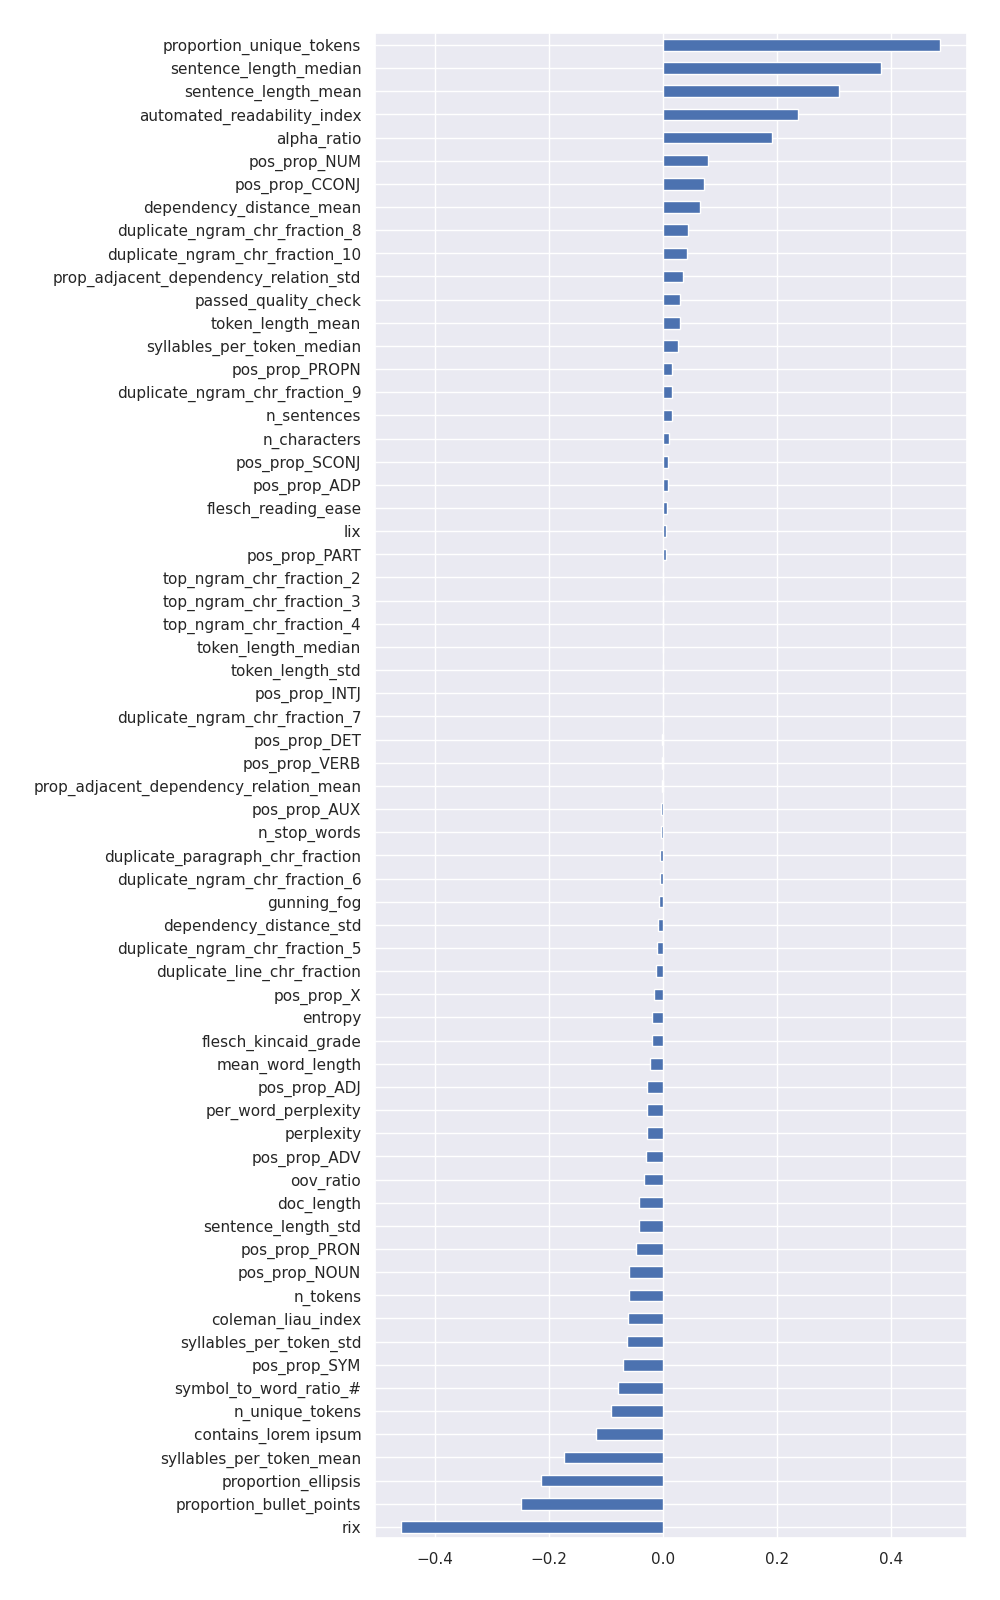 proportion_unique_tokens
sentence_length_median
sentence_length_mean
automated_readability_index
alpha_ratio
pos_prop_NUM
pos_prop_CCONJ
dependency_distance_mean
duplicate_ngram_chr_fraction_8
duplicate_ngram_chr_fraction_10
prop_adjacent_dependency_relation_std
passed_quality_check
token_length_mean
syllables_per_token_median
pos_prop_PROPN
duplicate_ngram_chr_fraction_9
n_sentences
n_characters
pos_prop_SCONJ
pos_prop_ADP
flesch_reading_ease
lix
pos_prop_PART
top_ngram_chr_fraction_2
top_ngram_chr_fraction_3
top_ngram_chr_fraction_4
token_length_median
token_length_std
pos_prop_INTJ
duplicate_ngram_chr_fraction_7
pos_prop_DET
pos_prop_VERB
prop_adjacent_dependency_relation_mean
pos_prop_AUX
n_stop_words
duplicate_paragraph_chr_fraction
duplicate_ngram_chr_fraction_6
gunning_fog
dependency_distance_std
duplicate_ngram_chr_fraction_5
duplicate_line_chr_fraction
pos_prop_X
entropy
flesch_kincaid_grade
mean_word_length
pos_prop_ADJ
per_word_perplexity
perplexity
pos_prop_ADV
oov_ratio
doc_length
sentence_length_std
pos_prop_PRON
pos_prop_NOUN
n_tokens
coleman_liau_index
syllables_per_token_std
pos_prop_SYM
symbol_to_word_ratio_#
n_unique_tokens
contains_lorem ipsum
syllables_per_token_mean
proportion_ellipsis
proportion_bullet_points
rix
−0.4 −0.2 0.0 0.2 0.4